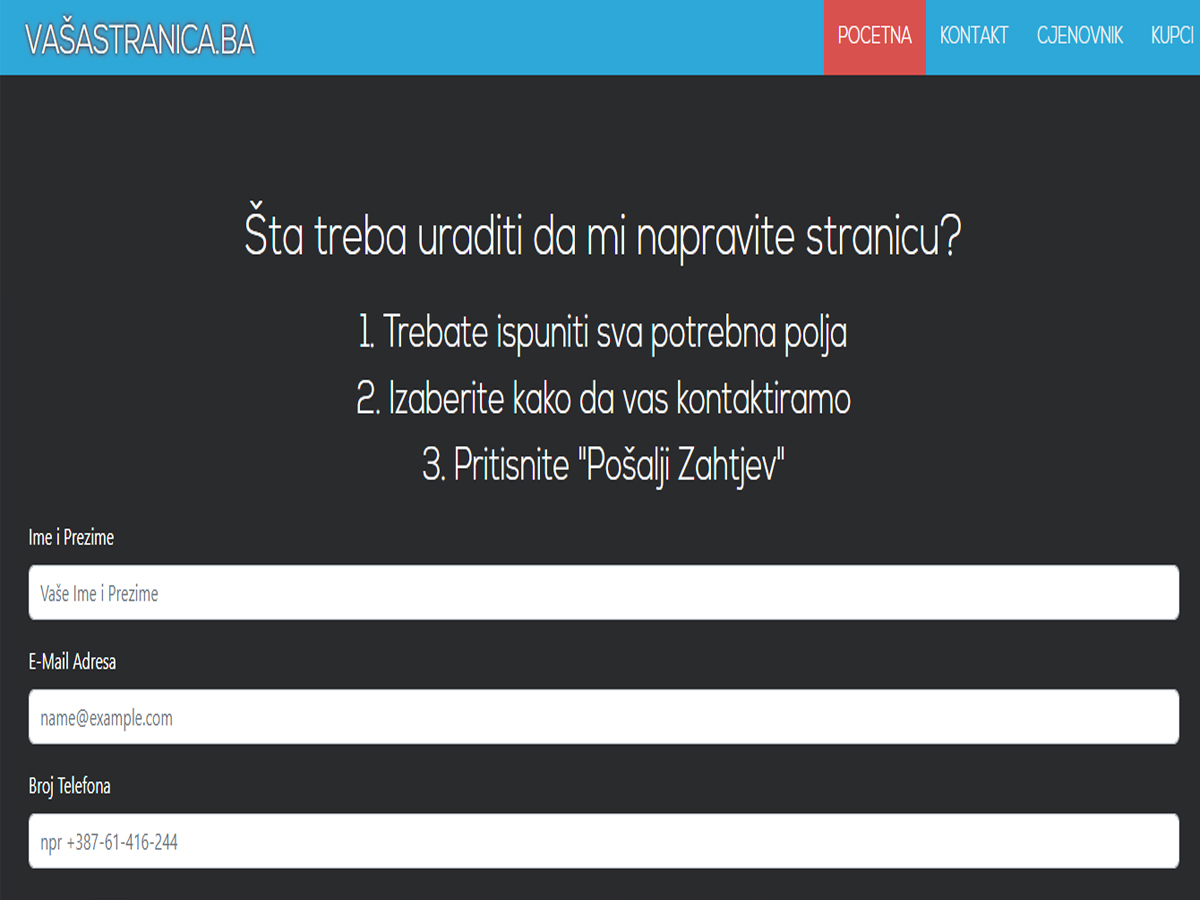 VAŠASTRANICA.BA
POCETNA KONTAKT CJENOVNIK KUPCI
Šta treba uraditi da mi napravite stranicu?
1. Trebate ispuniti sva potrebna polja
2. Izaberite kako da vas kontaktiramo
3. Pritisnite "Pošalji Zahtjev"
Ime i Prezime
Vaše Ime i Prezime
E-Mail Adresa
name@example.com
Broj Telefona
npr +387-61-416-244